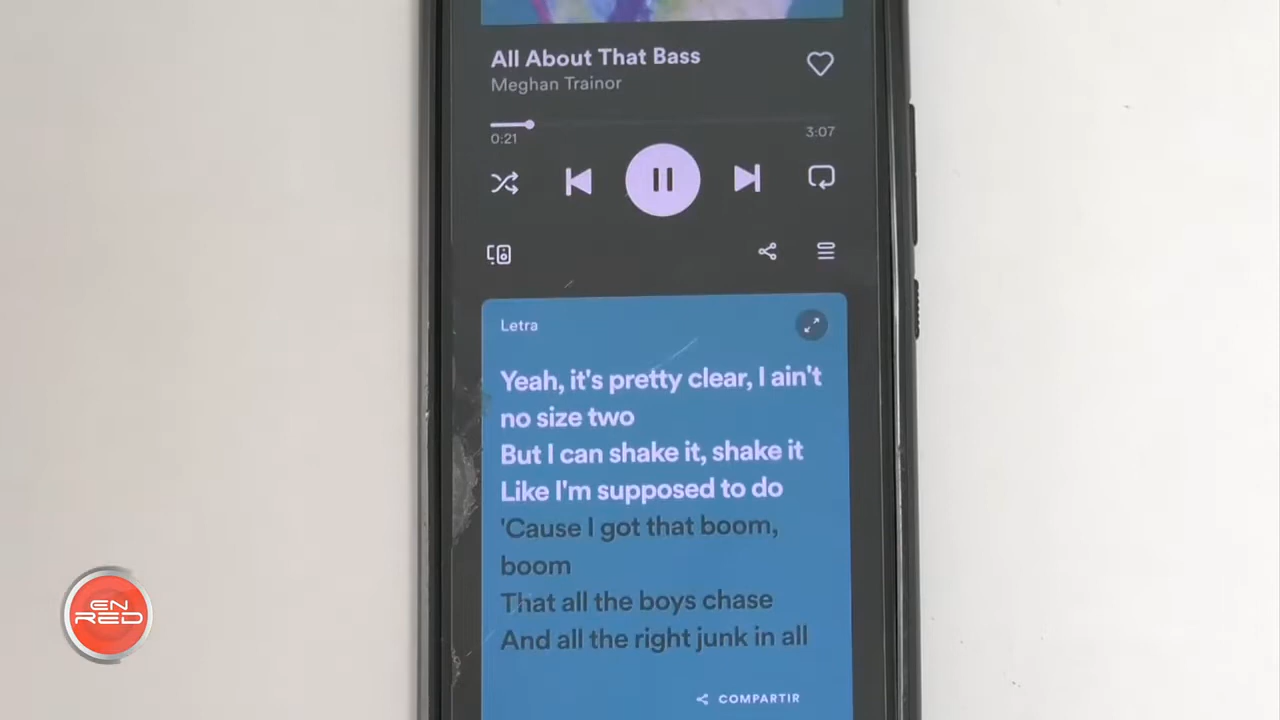 All About That Bass
Meghan Trainor
0:21
3:07
Letra
Yeah, it's pretty clear, I ain't
no size two
But I can shake it, shake it
Like I'm supposed to do
'Cause I got that boom,
boom
That all the boys chase
And all the right junk in all
COMPARTIR
EN
RED